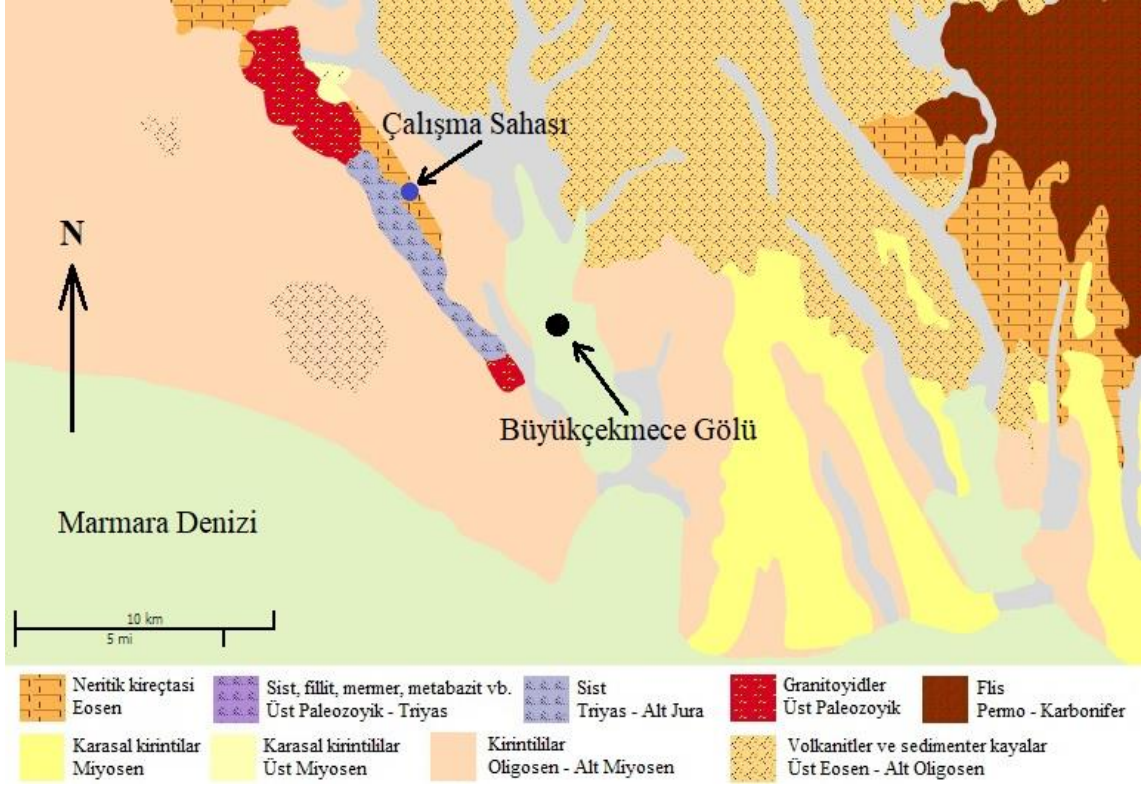 Çalışma Sahası
N
Büyükçekmece Gölü
Marmara Denizi
10 km
5 mi
Neritik kireçtası
Eosen
Sist, fillit, mermer, metabazit vb.
Üst Paleozoyik - Triyas
Sist
Triyas - Alt Jura
Granitoyidler
Üst Paleozoyik
Flis
Permo - Karbonifer
Karasal kirintilar
Miyosen
Karasal kirintililar
Üst Miyosen
Kirintililar
Oligosen - Alt Miyosen
Volkanitler ve sedimenter kayalar
Üst Eosen - Alt Oligosen